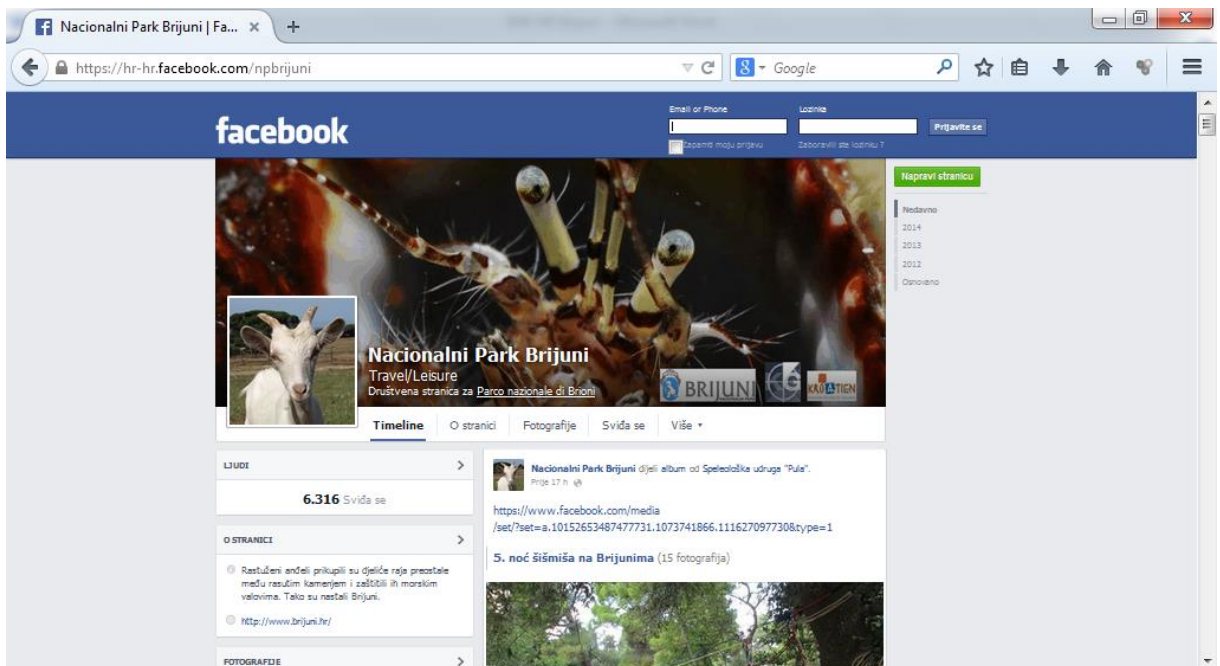 Nacionalni Park Brijuni | Fa...
https://hr-hr.facebook.com/npbrijuni
Google
facebook
Email or Phone
Lozinka
Prijavite se
Zapamti moju prijavu
Zaboravili ste lozinku ?
Napravi stranicu
Nedavno
2014
2013
2012
Osnovano
Nacionalni Park Brijuni
Travel/Leisure
Društvena stranica za Parco nazionale di Brioni
BRIJUNI
Timeline
O stranici
Fotografije
Sviđa se
Više
LJUDI
6.316 Sviđa se
O STRANICI
Rastuženi anđeli prikupili su djeliće raja preostale
među rasutim kamenjem i zaštitili ih morskim
valovima. Tako su nastali Brijuni.
http://www.brijuni.hr/
FOTOGRAFIJE
Nacionalni Park Brijuni dijeli album od Speleološka udruga "Pula".
Prije 17 h
https://www.facebook.com/media
/set/?set=a.10152653487477731.1073741866.111627097730&type=1
5. noć šišmiša na Brijunima (15 fotografija)